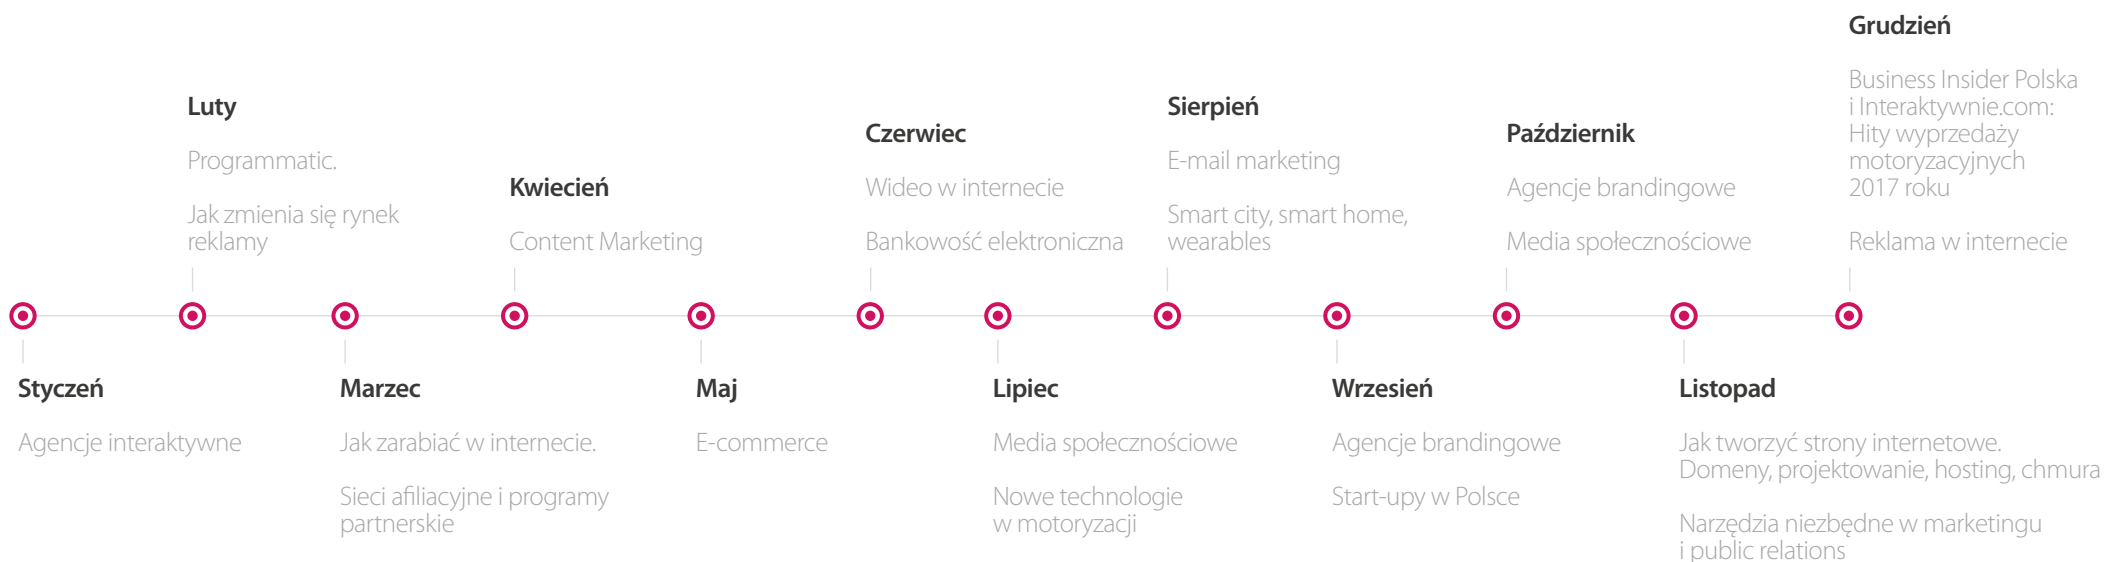 Styczeń
Agencje interaktywne
Luty
Programmatic.
Jak zmienia się rynek
reklamy
Marzec
Jak zarabiać w internecie.
Sieci afiliacyjne i programy
partnerskie
Kwiecień
Content Marketing
Maj
E-commerce
Czerwiec
Wideo w internecie
Bankowość elektroniczna
Lipiec
Media społecznościowe
Nowe technologie
w motoryzacji
Sierpień
E-mail marketing
Smart city, smart home,
wearables
Wrzesień
Agencje brandingowe
Start-upy w Polsce
Październik
Agencje brandingowe
Media społecznościowe
Listopad
Jak tworzyć strony internetowe.
Domeny, projektowanie, hosting, chmura
Narzędzia niezbędne w marketingu
i public relations
Grudzień
Business Insider Polska
i Interaktywnie.com:
Hity wyprzedaży
motoryzacyjnych
2017 roku
Reklama w internecie